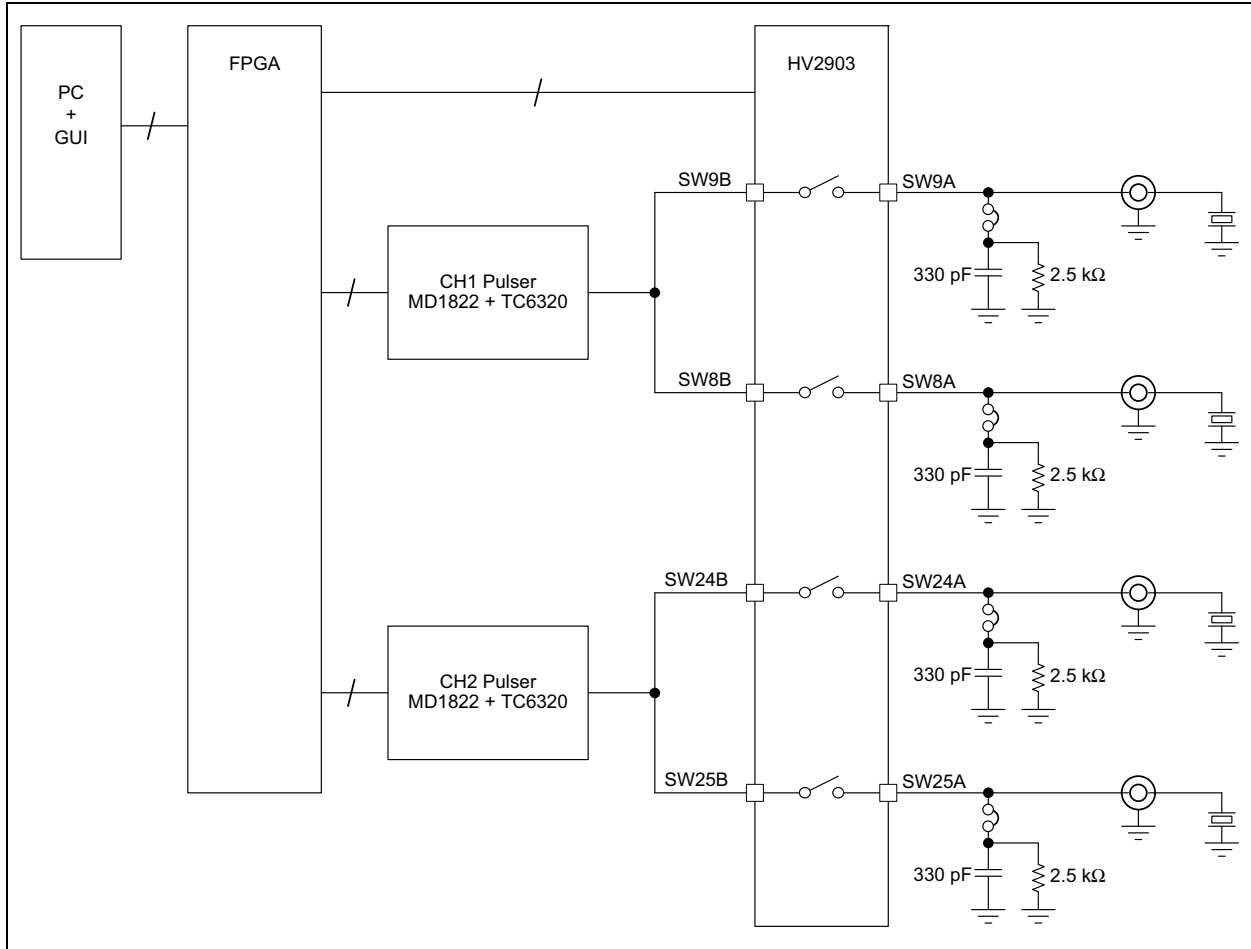 PC
+
GUI
FPGA
HV2903
SW9B
SW9A
330 pF
2.5 kΩ
CH1 Pulser
MD1822 + TC6320
SW8B
SW8A
330 pF
2.5 kΩ
SW24B
SW24A
330 pF
2.5 kΩ
CH2 Pulser
MD1822 + TC6320
SW25B
SW25A
330 pF
2.5 kΩ